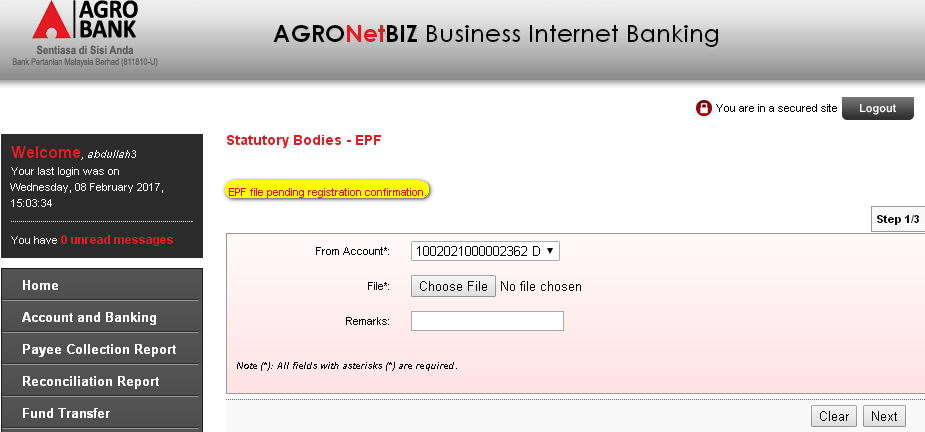 AGRO
BANK
Sentiasa di Sisi Anda
Bank Pertanian Malaysia Berhad (811810-U)
AGRONetBIZ Business Internet Banking
You are in a secured site
Logout
Welcome, abdullah3
Your last login was on
Wednesday, 08 February 2017,
15:03:34
You have 0 unread messages
Home
Account and Banking
Payee Collection Report
Reconciliation Report
Fund Transfer
Statutory Bodies - EPF
EPF file pending registration confirmation.
Step 1/3
From Account*: 1002021000002362 D
File*: Choose File No file chosen
Remarks:
Note (*): All fields with asterisks (*) are required.
Clear Next